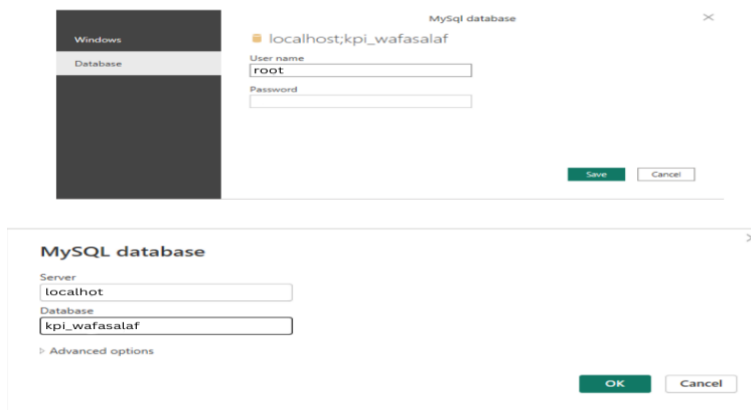 MySql database
Windows
localhost;kpi_wafasalaf
Database
User name
root
Password
Save Cancel
MySQL database
Server
localhot
Database
kpi_wafasalaf
Advanced options
OK Cancel